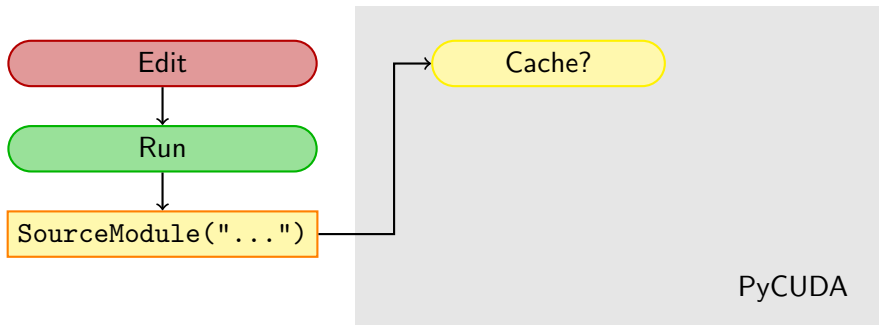 Edit
Cache?
Run
SourceModule("...")
PyCUDA